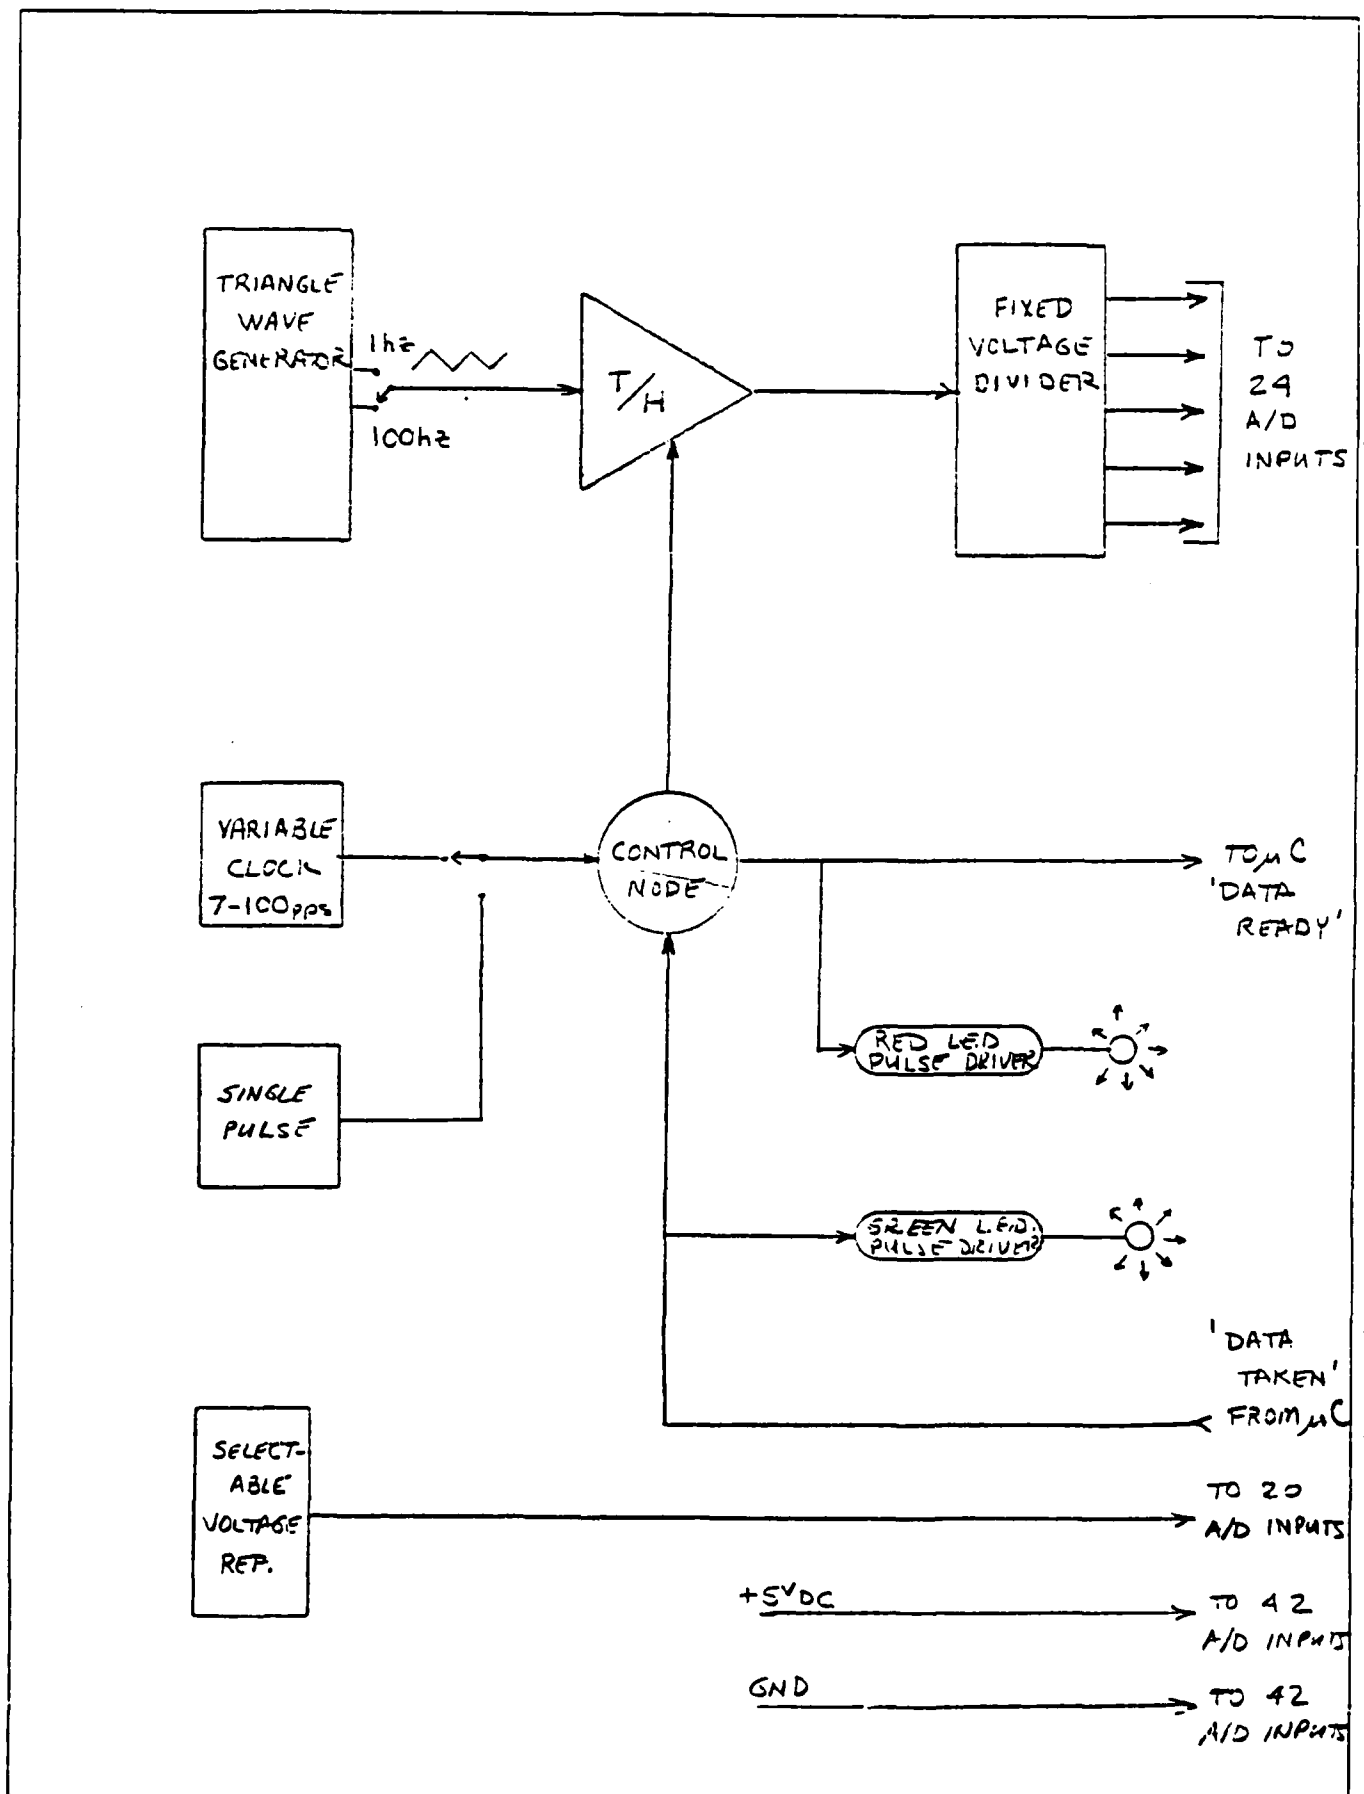 TRIANGLE
WAVE
GENERATOR
1hz
100hz
T/H
FIXED
VOLTAGE
DIVIDER
TO
24
A/D
INPUTS
VARIABLE
CLOCK
7-100pps
CONTROL
NODE
TO μC
'DATA
READY'
RED L.E.D
PULSE DRIVER
SINGLE
PULSE
GREEN L.E.D.
PULSE DRIVER
'DATA
TAKEN'
FROM μC
SELECT-
ABLE
VOLTAGE
REF.
TO 20
A/D INPUTS
+5VDC
TO 42
A/D INPUTS
GND
TO 42
A/D INPUTS